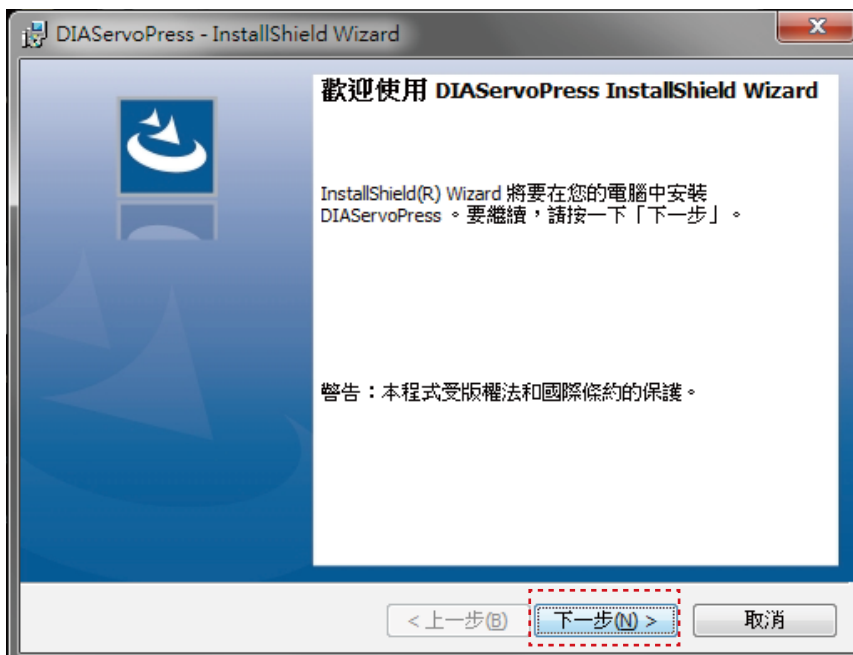 DIAServoPress - InstallShield Wizard
歡迎使用 DIAServoPress InstallShield Wizard
InstallShield(R) Wizard 將要在您的電腦中安裝
DIAServoPress 。要繼續,請按一下「下一步」。
警告:本程式受版權法和國際條約的保護。
< 上一步(B)
下一步(N) >
取消